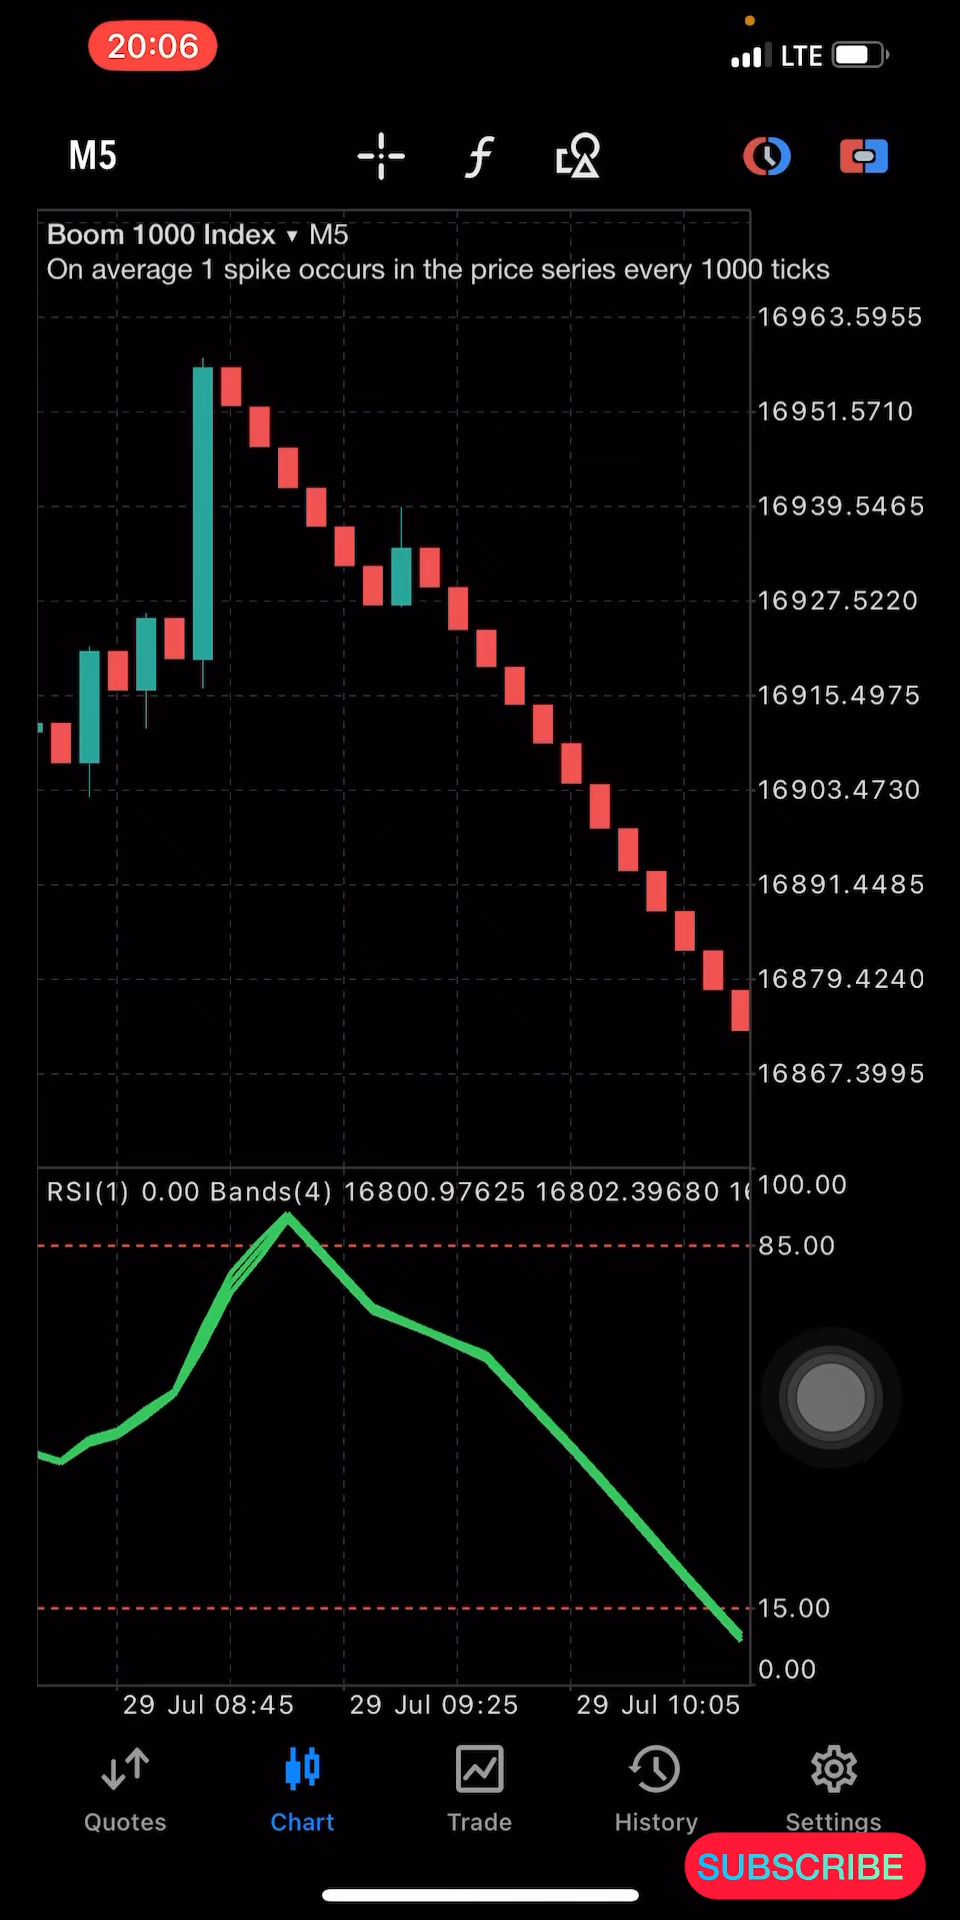 20:06
LTE
M5
Boom 1000 Index ▾ M5
On average 1 spike occurs in the price series every 1000 ticks
16963.5955
16951.5710
16939.5465
16927.5220
16915.4975
16903.4730
16891.4485
16879.4240
16867.3995
RSI(1) 0.00 Bands(4) 16800.97625 16802.39680
100.00
85.00
15.00
0.00
29 Jul 08:45
29 Jul 09:25
29 Jul 10:05
Quotes
Chart
Trade
History
Settings
SUBSCRIBE